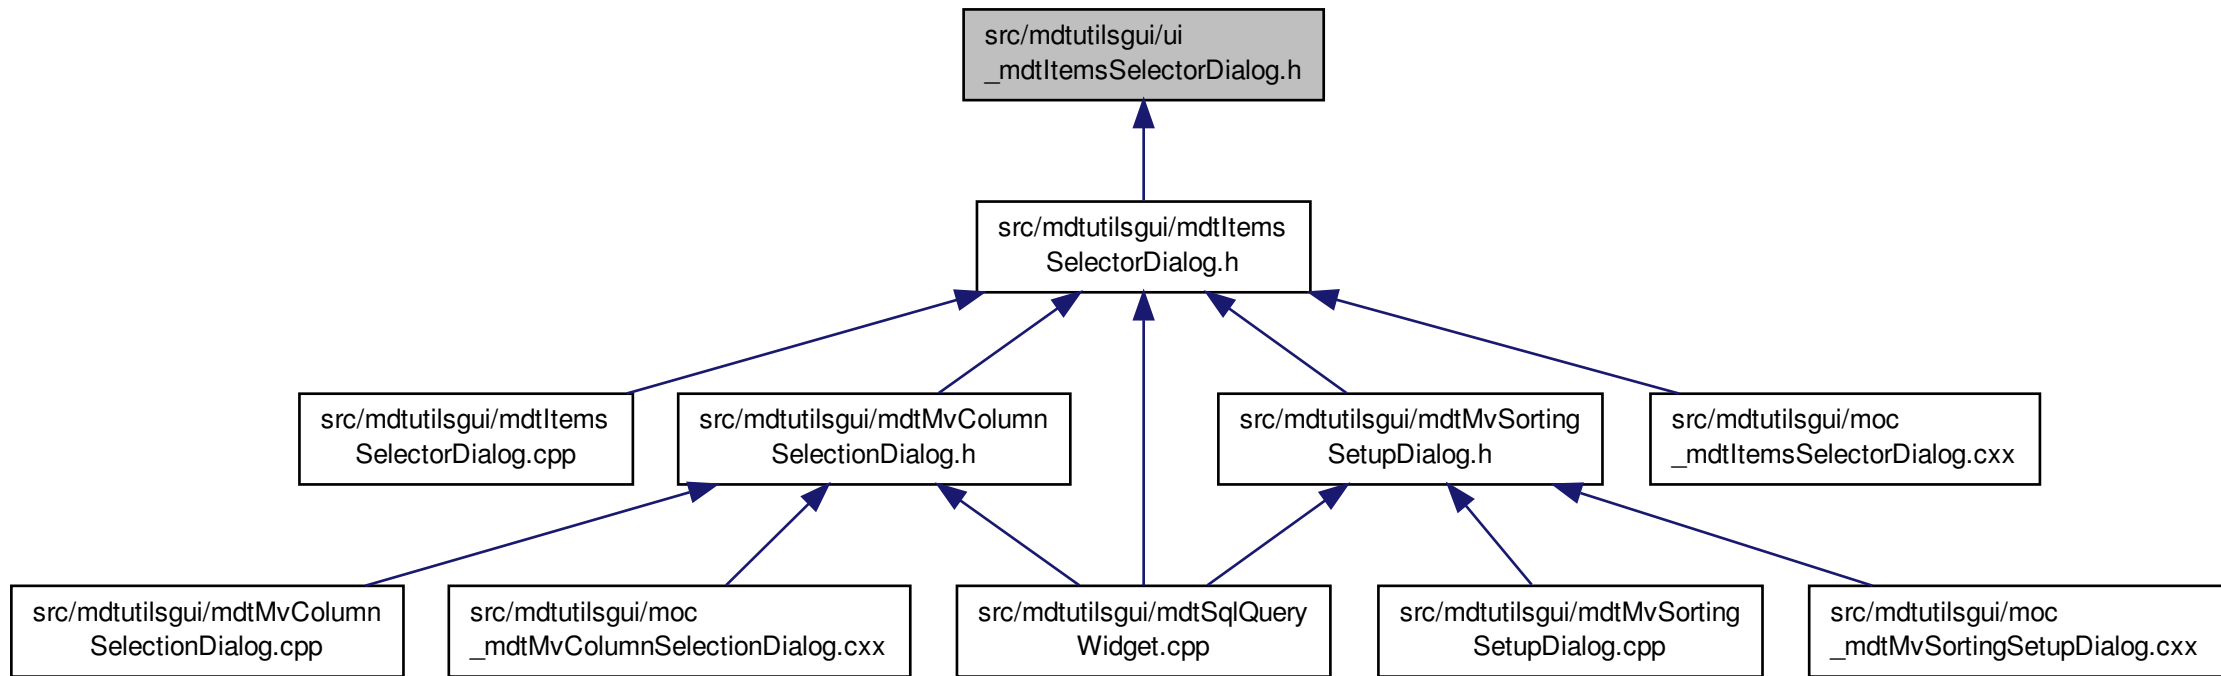 src/mdtutilsgui/ui
_mdtItemsSelectorDialog.h
src/mdtutilsgui/mdtItems
SelectorDialog.h
src/mdtutilsgui/mdtItems
SelectorDialog.cpp
src/mdtutilsgui/mdtMvColumn
SelectionDialog.h
src/mdtutilsgui/mdtMvSorting
SetupDialog.h
src/mdtutilsgui/moc
_mdtItemsSelectorDialog.cxx
src/mdtutilsgui/mdtMvColumn
SelectionDialog.cpp
src/mdtutilsgui/moc
_mdtMvColumnSelectionDialog.cxx
src/mdtutilsgui/mdtSqlQuery
Widget.cpp
src/mdtutilsgui/mdtMvSorting
SetupDialog.cpp
src/mdtutilsgui/moc
_mdtMvSortingSetupDialog.cxx